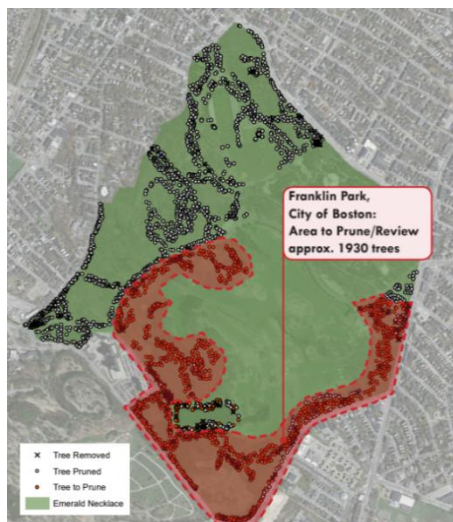 Franklin Park,
City of Boston:
Area to Prune/Review
approx. 1930 trees
Tree Removed
Tree Pruned
Tree to Prune
Emerald Necklace